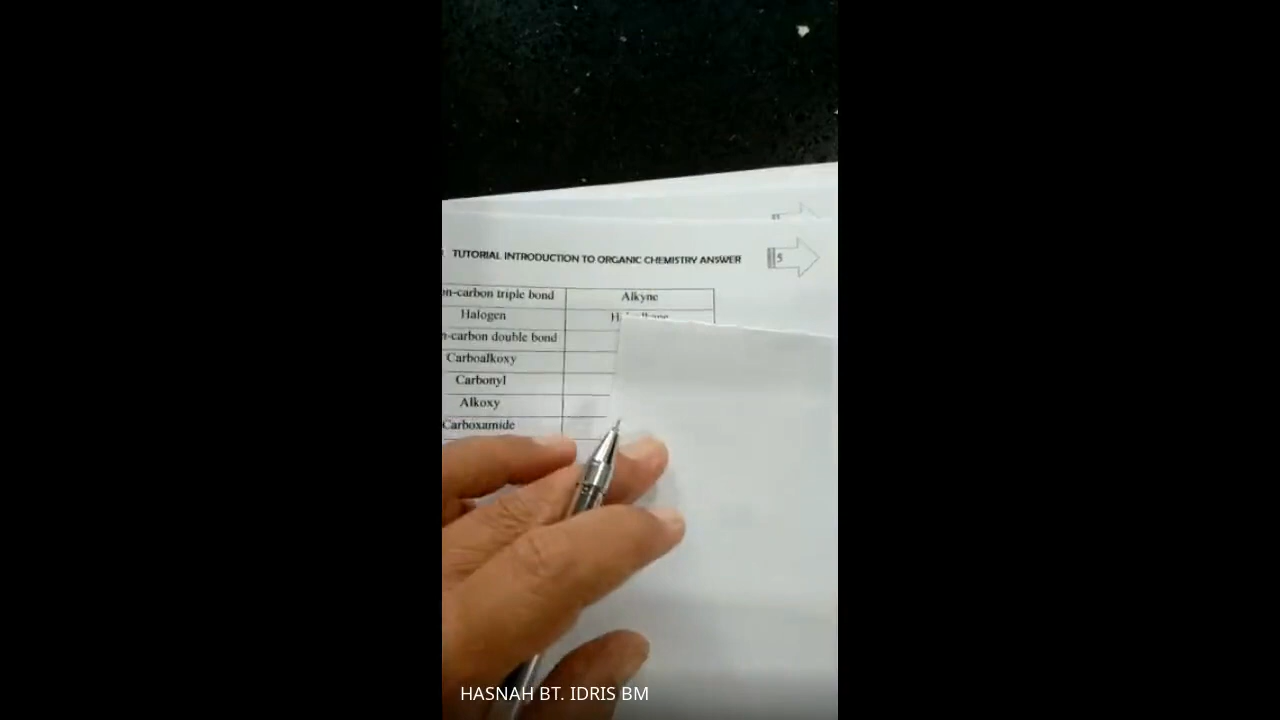 TUTORIAL INTRODUCTION TO ORGANIC CHEMISTRY ANSWER
5
n-carbon triple bond Alkyne
Halogen
n-carbon double bond
Carboalkoxy
Carbonyl
Alkoxy
Carboxamide
HASNAH BT. IDRIS BM